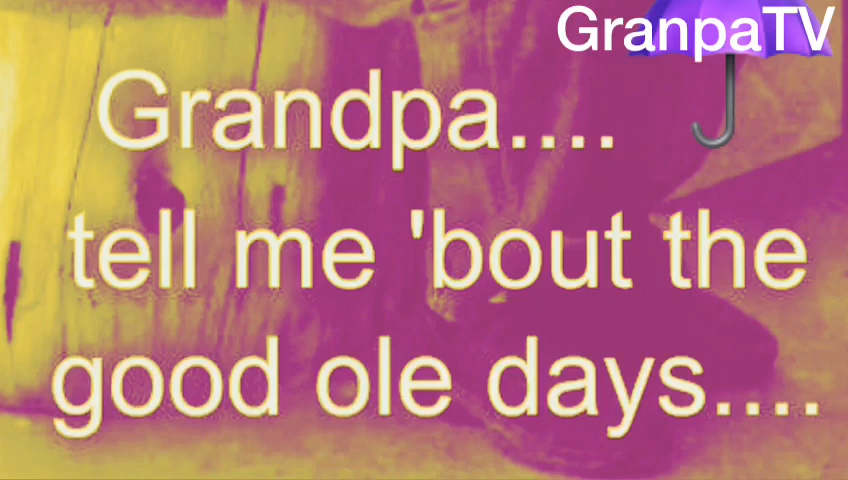 GranpaTV
Grandpa....
tell me 'bout the
good ole days....